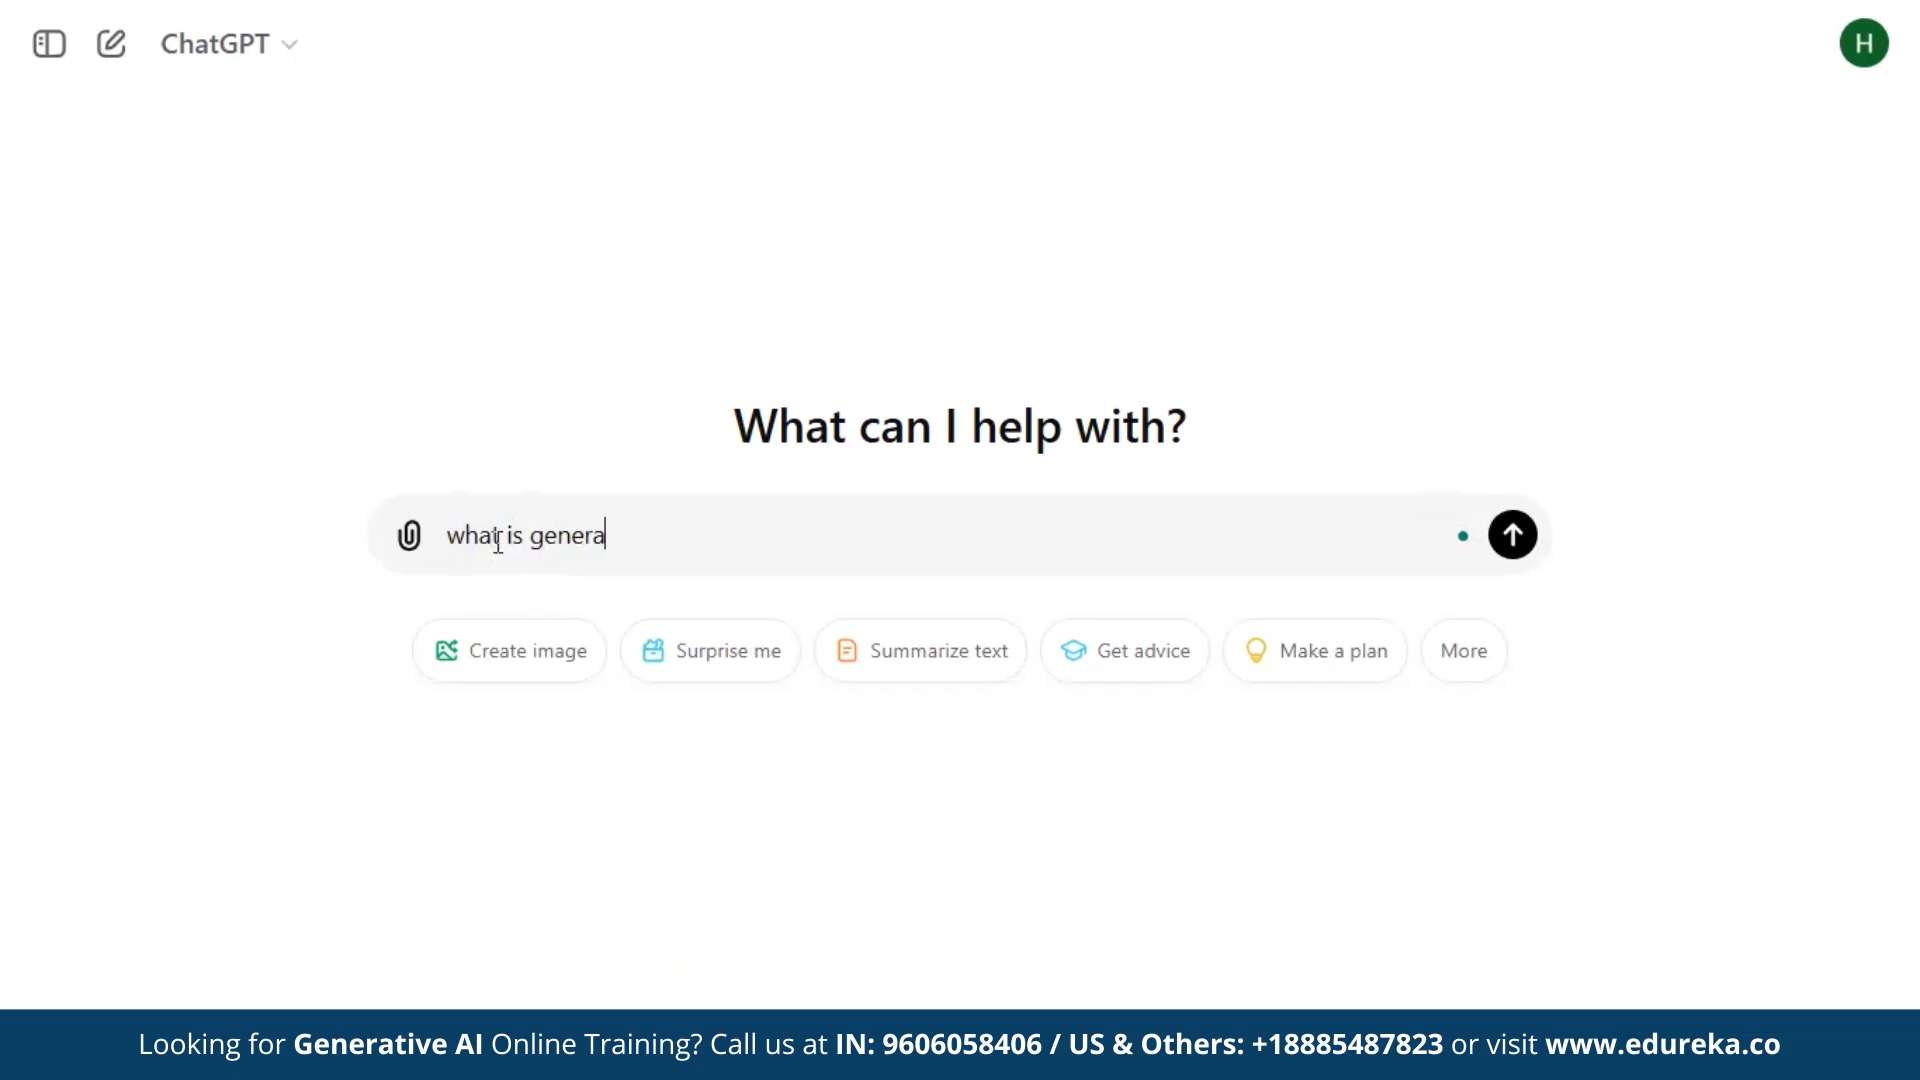 ChatGPT
H
What can I help with?
what is genera
Create image
Surprise me
Summarize text
Get advice
Make a plan
More
Looking for Generative AI Online Training? Call us at IN: 9606058406 / US & Others: +18885487823 or visit www.edureka.co